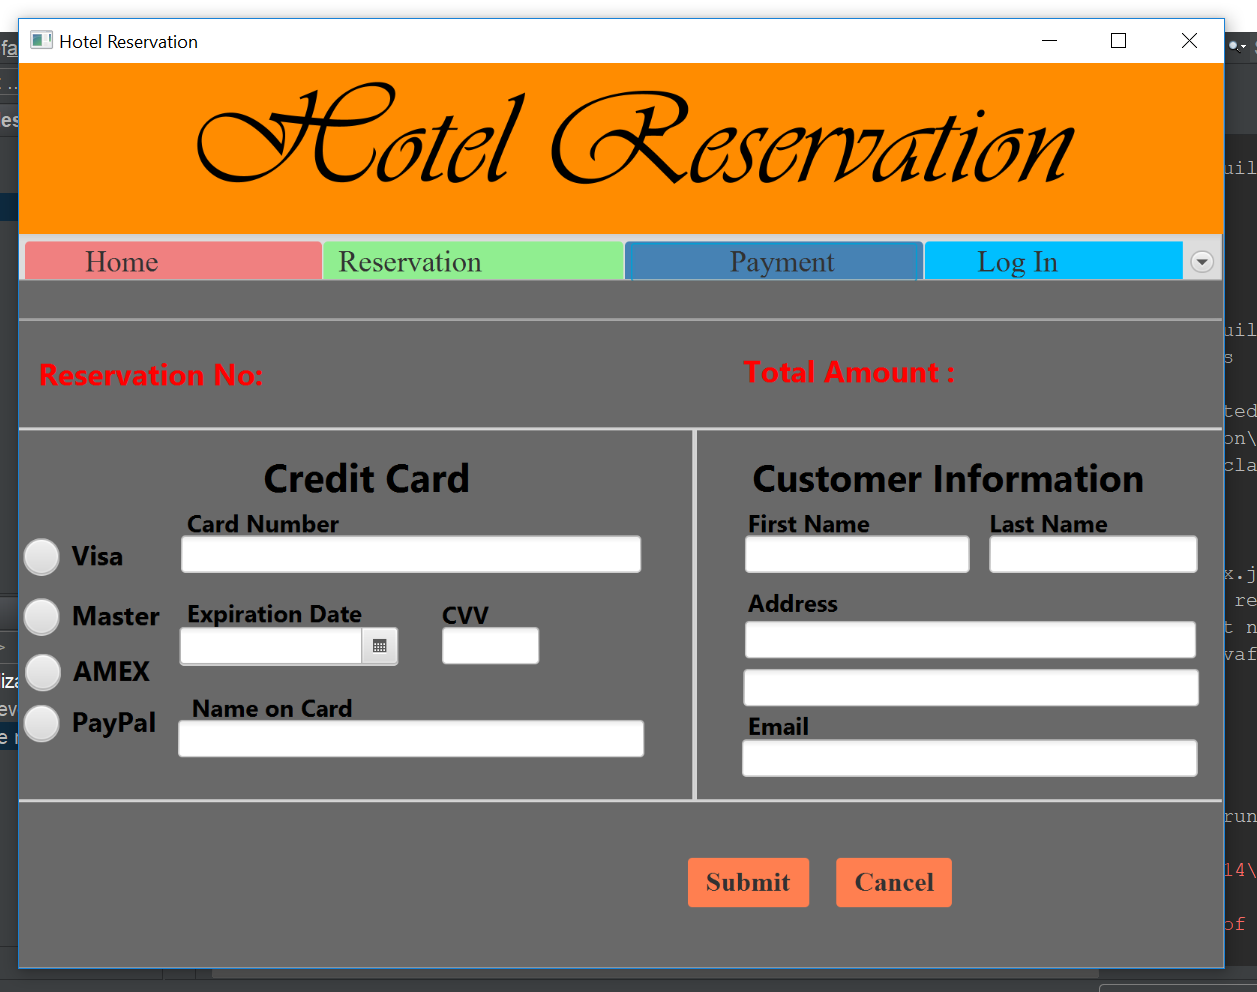 Hotel Reservation
Hotel Reservation
Home Reservation Payment Log In
Reservation No: Total Amount :
Credit Card
Card Number
Visa
Master
Expiration Date CVV
AMEX
PayPal
Name on Card
Customer Information
First Name Last Name
Address
Email
Submit Cancel